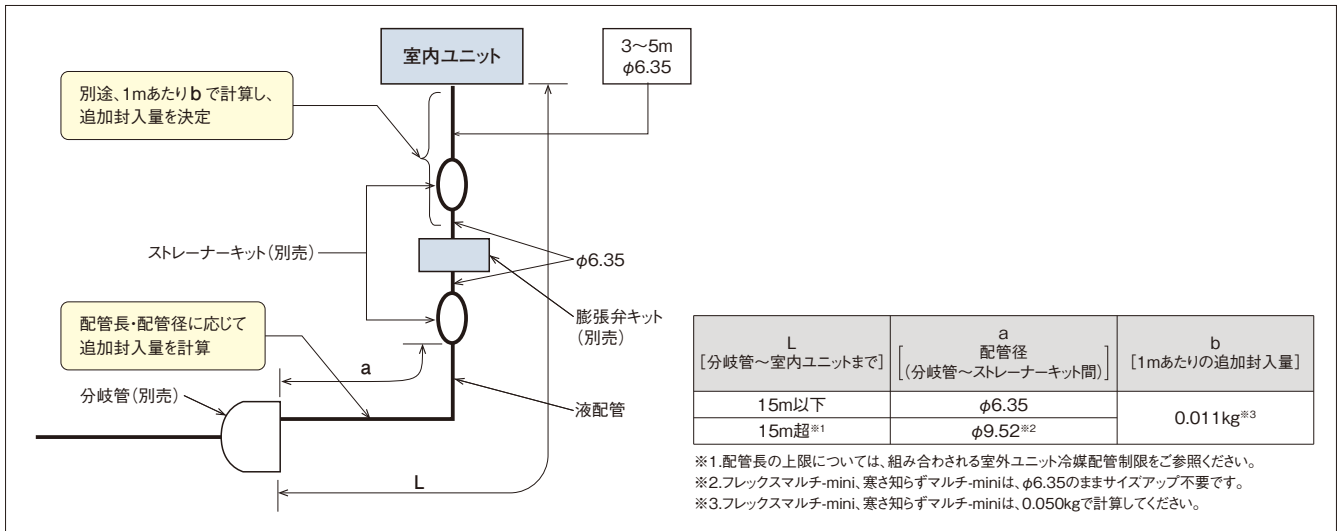 室内ユニット
3〜5m
φ6.35
別途、1mあたりbで計算し、
追加封入量を決定
ストレーナーキット(別売)
φ6.35
膨張弁キット
(別売)
配管長・配管径に応じて
追加封入量を計算
a
分岐管(別売)
液配管
L
L
[分岐管〜室内ユニットまで]
a
配管径
[(分岐管〜ストレーナーキット間)]
b
[1mあたりの追加封入量]
15m以下
φ6.35
0.011kg※3
15m超※1
φ9.52※2
※1.配管長の上限については、組み合わされる室外ユニット冷媒配管制限をご参照ください。
※2.フレックスマルチ-mini、寒さ知らずマルチ-miniは、φ6.35のままサイズアップ不要です。
※3.フレックスマルチ-mini、寒さ知らずマルチ-miniは、0.050kgで計算してください。